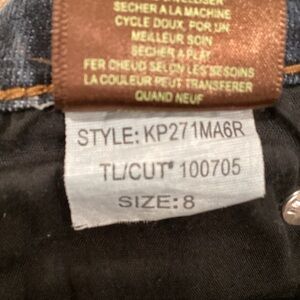 SECHER A LA MACHINE
CYCLE DOUX, POR UN
MEILLEUR SOIN
SECHER A PLAT
FER CHAUD SELON LES BESOINS
LA COULEUR PEUT TRANSFERER
QUAND NEUF
STYLE: KP271MA6R
TL/CUT# 100705
SIZE: 8